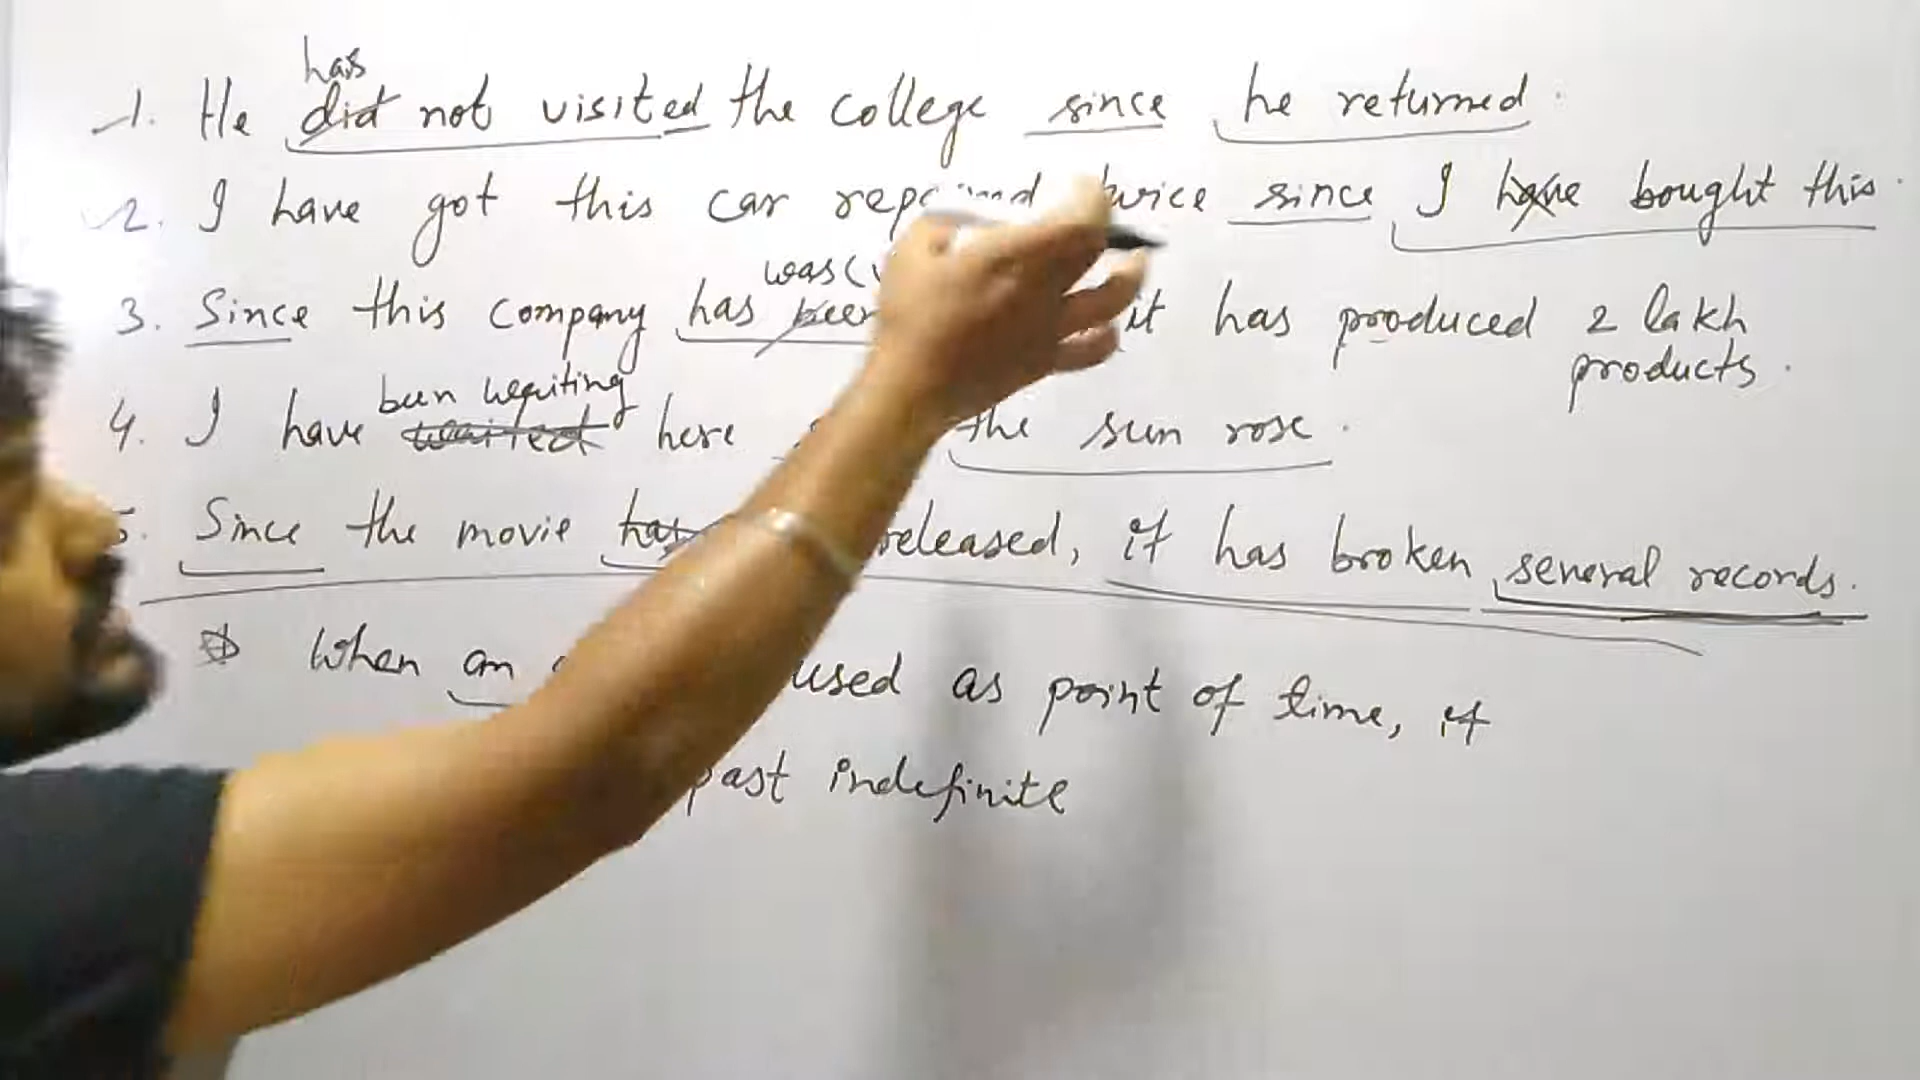 has
1. He did not visited the college since he returned.
2. I have got this car twice since I have bought this.
was (
3. Since this company has been it has produced 2 lakh
products.
been waiting
4. I have waited here the sun rose.
5. Since the movie has released, it has broken several records.
When an used as point of time, it
past indefinite